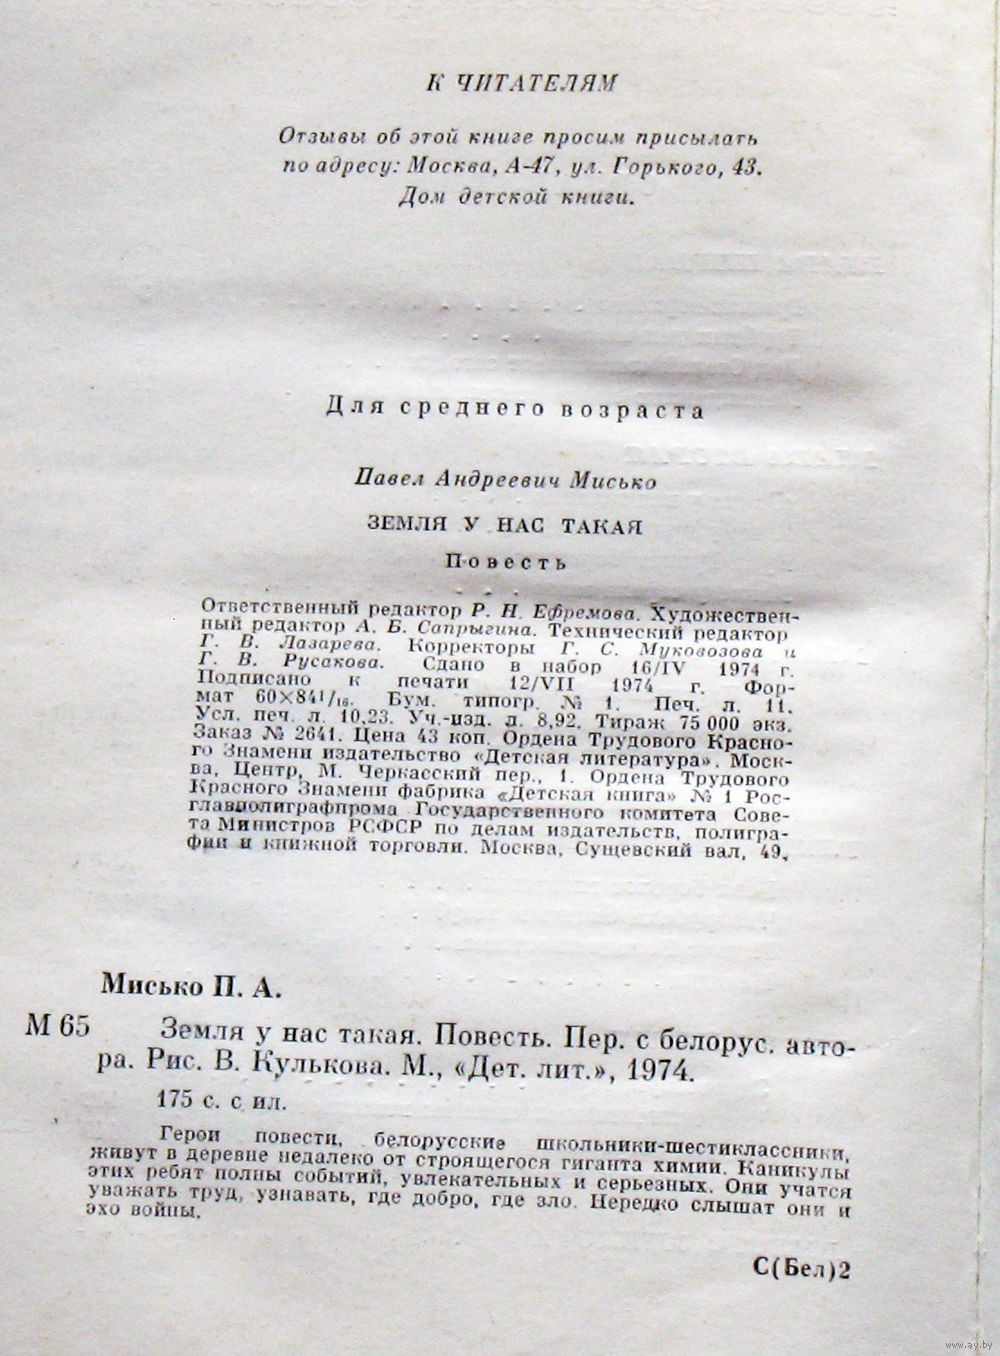 К ЧИТАТЕЛЯМ
Отзывы об этой книге просим присылать
по адресу: Москва, А-47, ул. Горького, 43.
Дом детской книги.
Для среднего возраста
Павел Андреевич Мисько
ЗЕМЛЯ У НАС ТАКАЯ
Повесть
Ответственный редактор Р. Н. Ефремова. Художествен-
ный редактор А. Б. Сапрыгина. Технический редактор
Г. В. Лазарева. Корректоры Г. С. Муковозова и
Г. В. Русакова. Сдано в набор 16/IV 1974 г.
Подписано к печати 12/VII 1974 г. Фор-
мат 60×84¹/₁₆. Бум. типогр. № 1. Печ. л. 11.
Усл. печ. л. 10,23. Уч.-изд. л. 8,92. Тираж 75 000 экз.
Заказ № 2641. Цена 43 коп. Ордена Трудового Красно-
го Знамени издательство «Детская литература». Моск-
ва, Центр, М. Черкасский пер., 1. Ордена Трудового
Красного Знамени фабрика «Детская книга» № 1 Рос-
главполиграфпрома Государственного комитета Сове-
та Министров РСФСР по делам издательств, полигра-
фии и книжной торговли. Москва, Сущевский вал, 49.
Мисько П. А.
М 65 Земля у нас такая. Повесть. Пер. с белорус. авто-
ра. Рис. В. Кулькова. М., «Дет. лит.», 1974.
175 с. с ил.
Герои повести, белорусские школьники-шестиклассники,
живут в деревне недалеко от строящегося гиганта химии. Каникулы
этих ребят полны событий, увлекательных и серьезных. Они учатся
уважать труд, узнавать, где добро, где зло. Нередко слышат они и
эхо войны.
С(Бел)2
www.ay.by